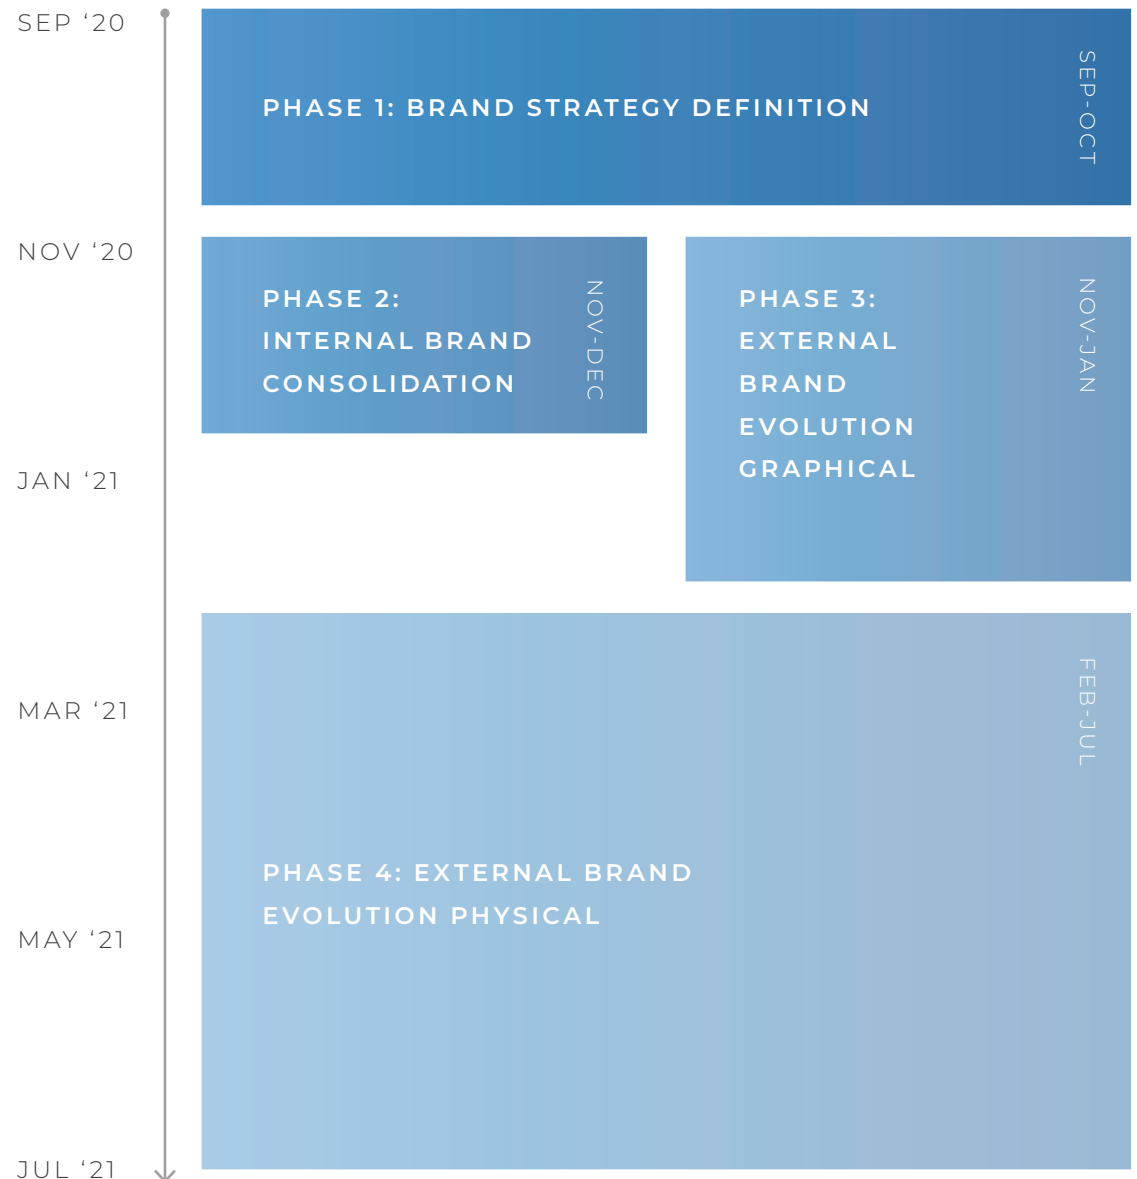 SEP ‘20
PHASE 1: BRAND STRATEGY DEFINITION
SEP-OCT
NOV ‘20
PHASE 2:
INTERNAL BRAND
CONSOLIDATION
NOV-DEC
PHASE 3:
EXTERNAL
BRAND
EVOLUTION
GRAPHICAL
NOV-JAN
JAN ‘21
MAR ‘21
FEB-JUL
PHASE 4: EXTERNAL BRAND
EVOLUTION PHYSICAL
MAY ‘21
JUL ‘21